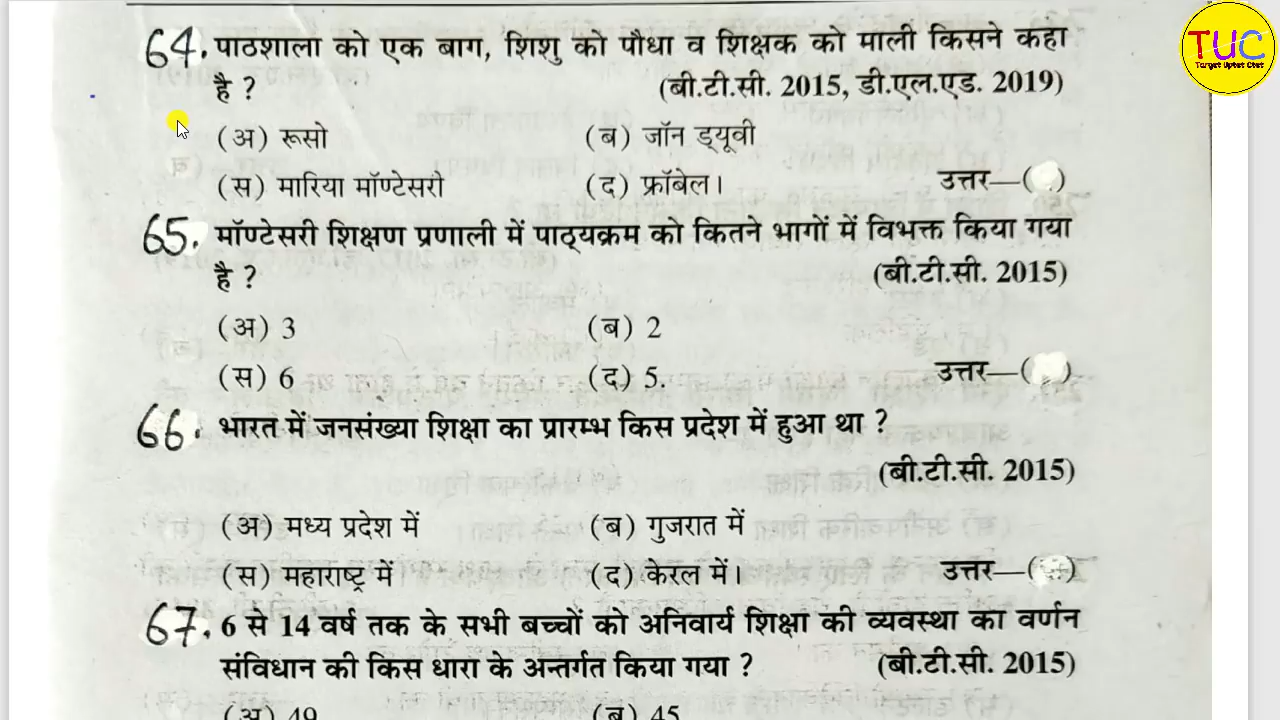 TUC
Target Uptet Ctet
64. पाठशाला को एक बाग, शिशु को पौधा व शिक्षक को माली किसने कहा
है ? (बी.टी.सी. 2015, डी.एल.एड. 2019)
(अ) रूसो (ब) जॉन ड्यूवी
(स) मारिया मॉण्टेसरी (द) फ्रॉबेल। उत्तर—( )
65. मॉण्टेसरी शिक्षण प्रणाली में पाठ्यक्रम को कितने भागों में विभक्त किया गया
है ? (बी.टी.सी. 2015)
(अ) 3 (ब) 2
(स) 6 (द) 5. उत्तर—( )
66. भारत में जनसंख्या शिक्षा का प्रारम्भ किस प्रदेश में हुआ था ?
(बी.टी.सी. 2015)
(अ) मध्य प्रदेश में (ब) गुजरात में
(स) महाराष्ट्र में (द) केरल में। उत्तर—( )
67. 6 से 14 वर्ष तक के सभी बच्चों को अनिवार्य शिक्षा की व्यवस्था का वर्णन
संविधान की किस धारा के अन्तर्गत किया गया ? (बी.टी.सी. 2015)
(अ) 49 (ब) 45